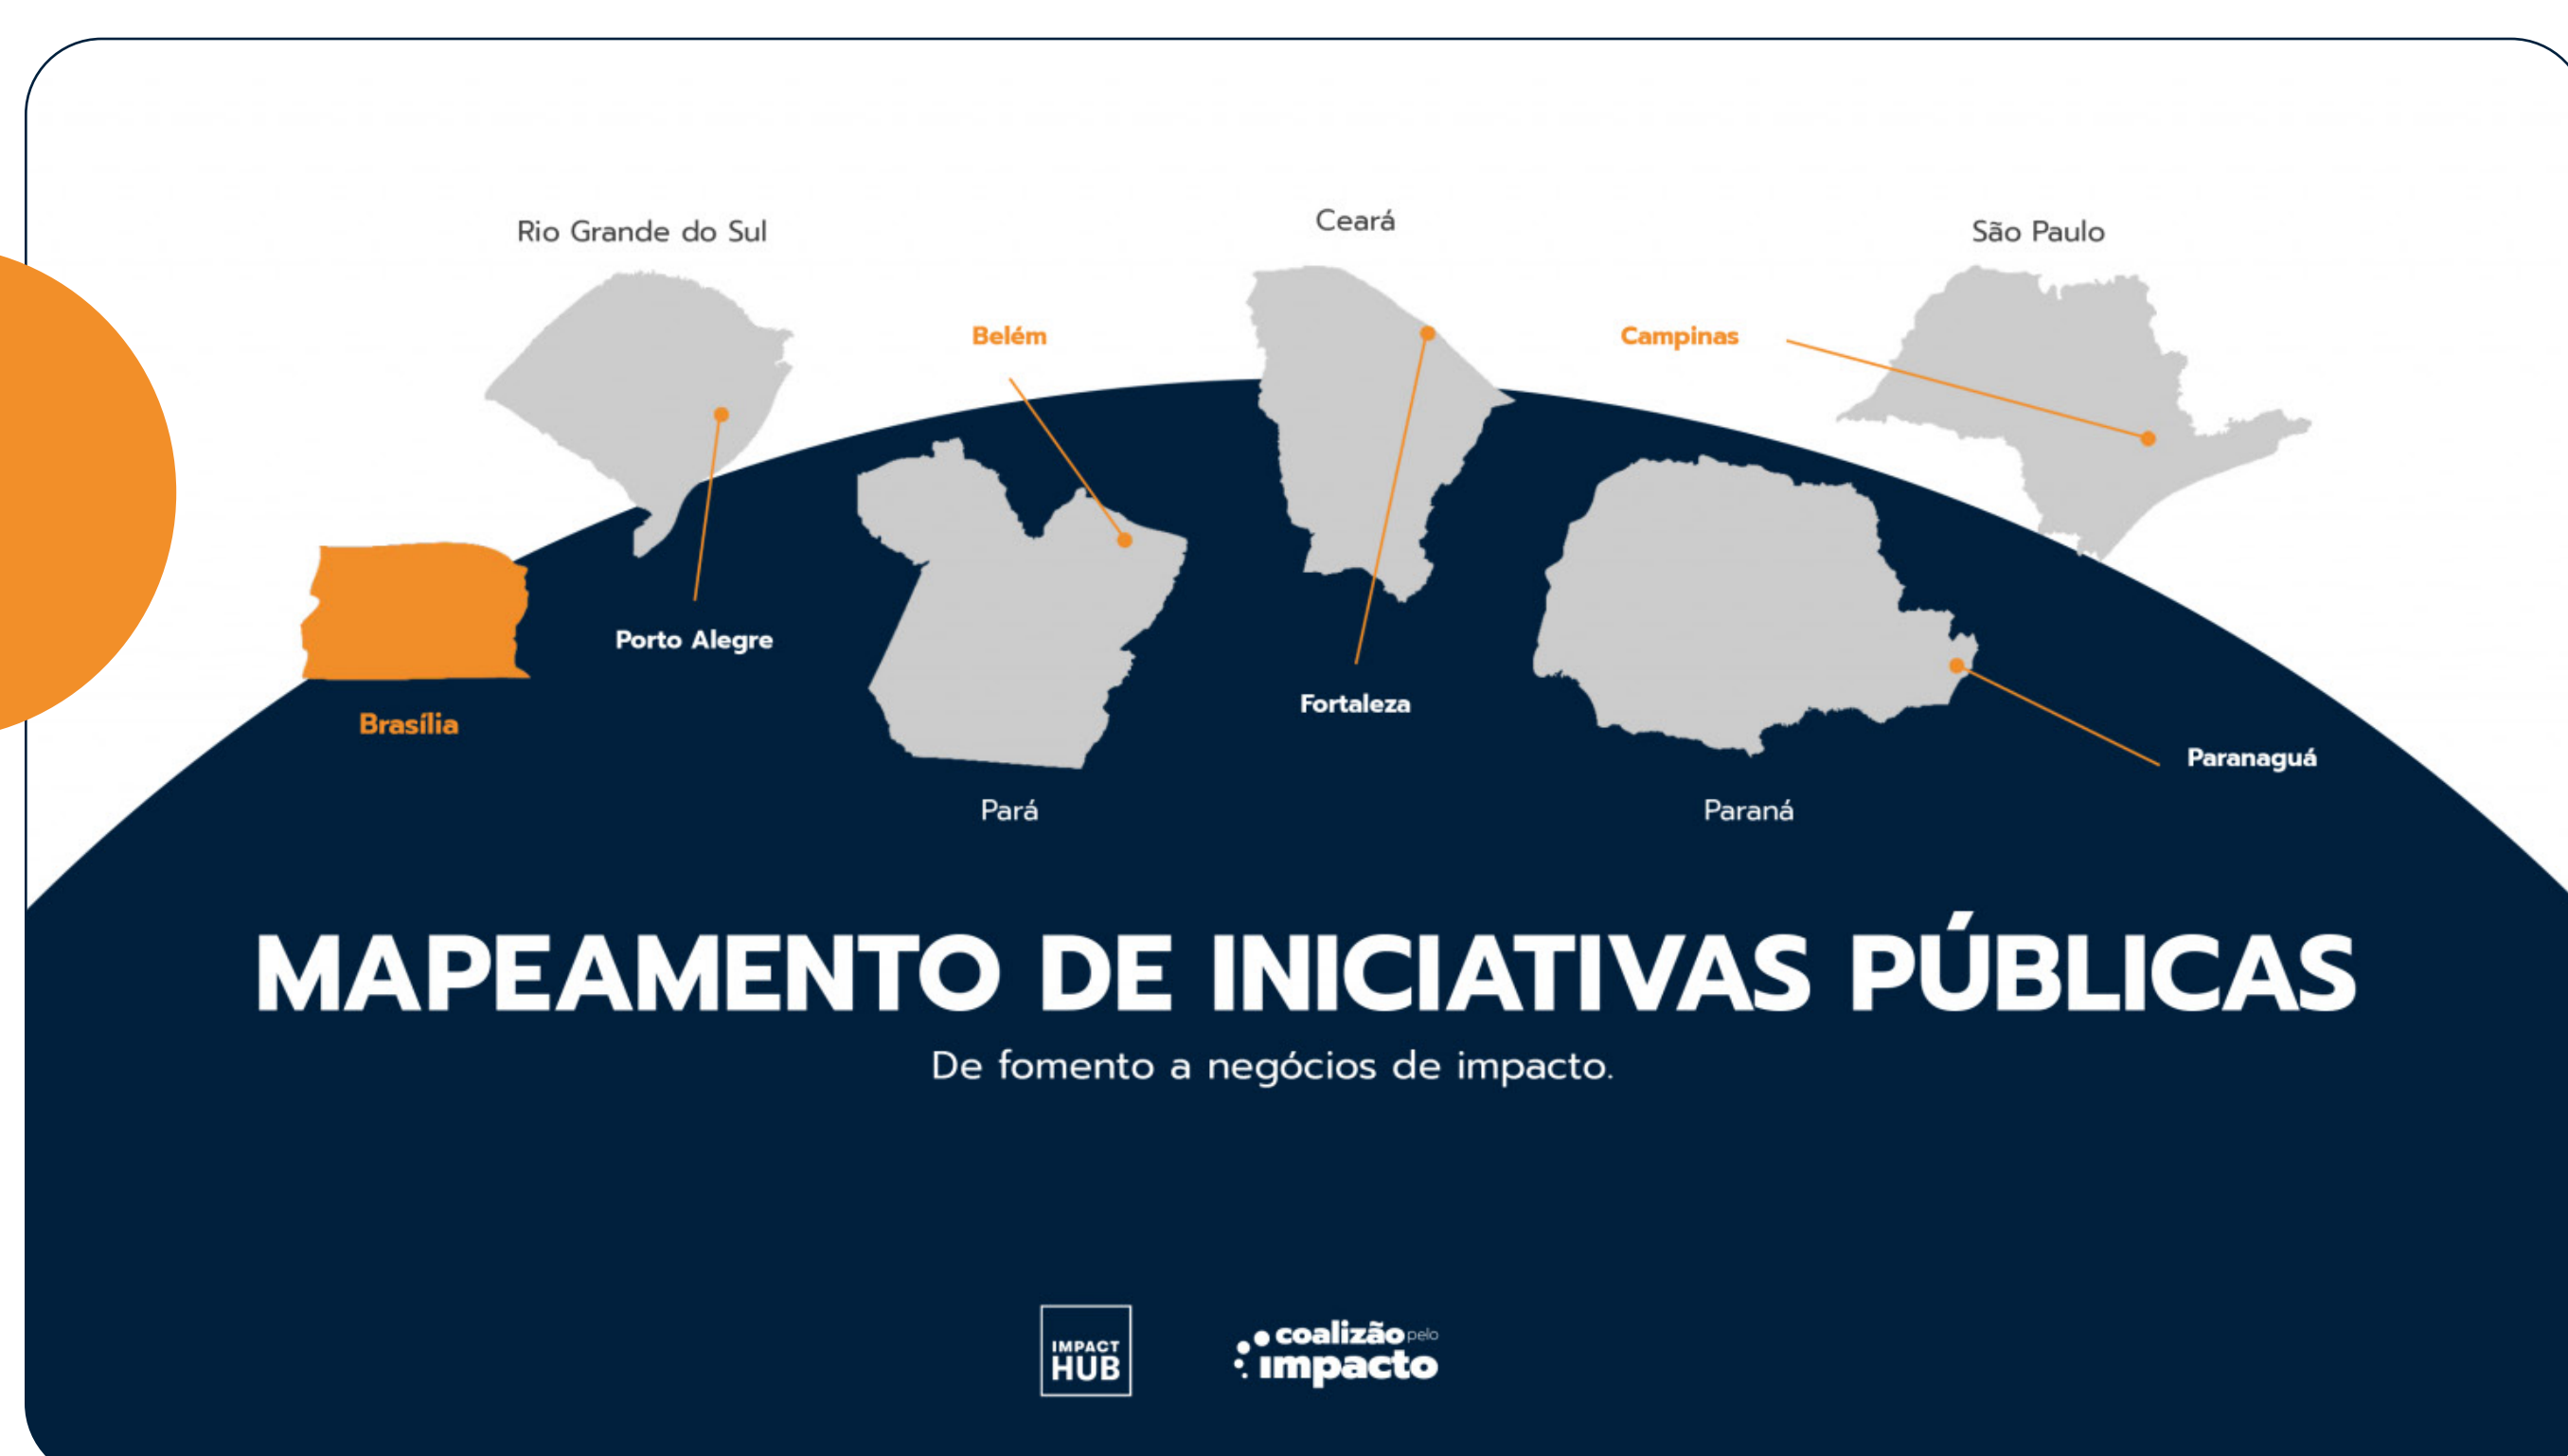 Rio Grande do Sul
Ceará
São Paulo
Belém
Campinas
Porto Alegre
Fortaleza
Brasília
Paranaguá
Pará
Paraná
MAPEAMENTO DE INICIATIVAS PÚBLICAS
De fomento a negócios de impacto.
IMPACT
HUB
coalizão pelo
impacto